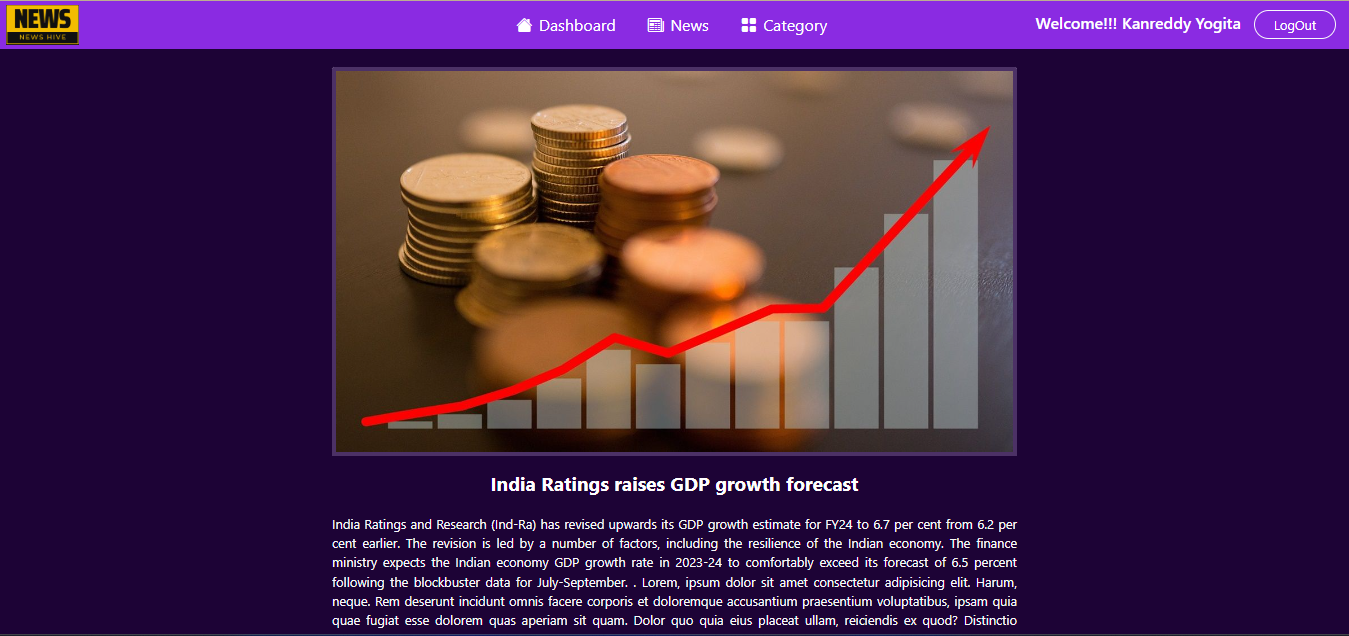 NEWS
NEWS HIVE
Dashboard
News
Category
Welcome!!! Kanreddy Yogita
LogOut
India Ratings raises GDP growth forecast
India Ratings and Research (Ind-Ra) has revised upwards its GDP growth estimate for FY24 to 6.7 per cent from 6.2 per
cent earlier. The revision is led by a number of factors, including the resilience of the Indian economy. The finance
ministry expects the Indian economy GDP growth rate in 2023-24 to comfortably exceed its forecast of 6.5 percent
following the blockbuster data for July-September. . Lorem, ipsum dolor sit amet consectetur adipisicing elit. Harum,
neque. Rem deserunt incidunt omnis facere corporis et doloremque accusantium praesentium voluptatibus, ipsam quia
quae fugiat esse dolorem quas aperiam sit quam. Dolor quo quia eius placeat ullam, reiciendis ex quod? Distinctio